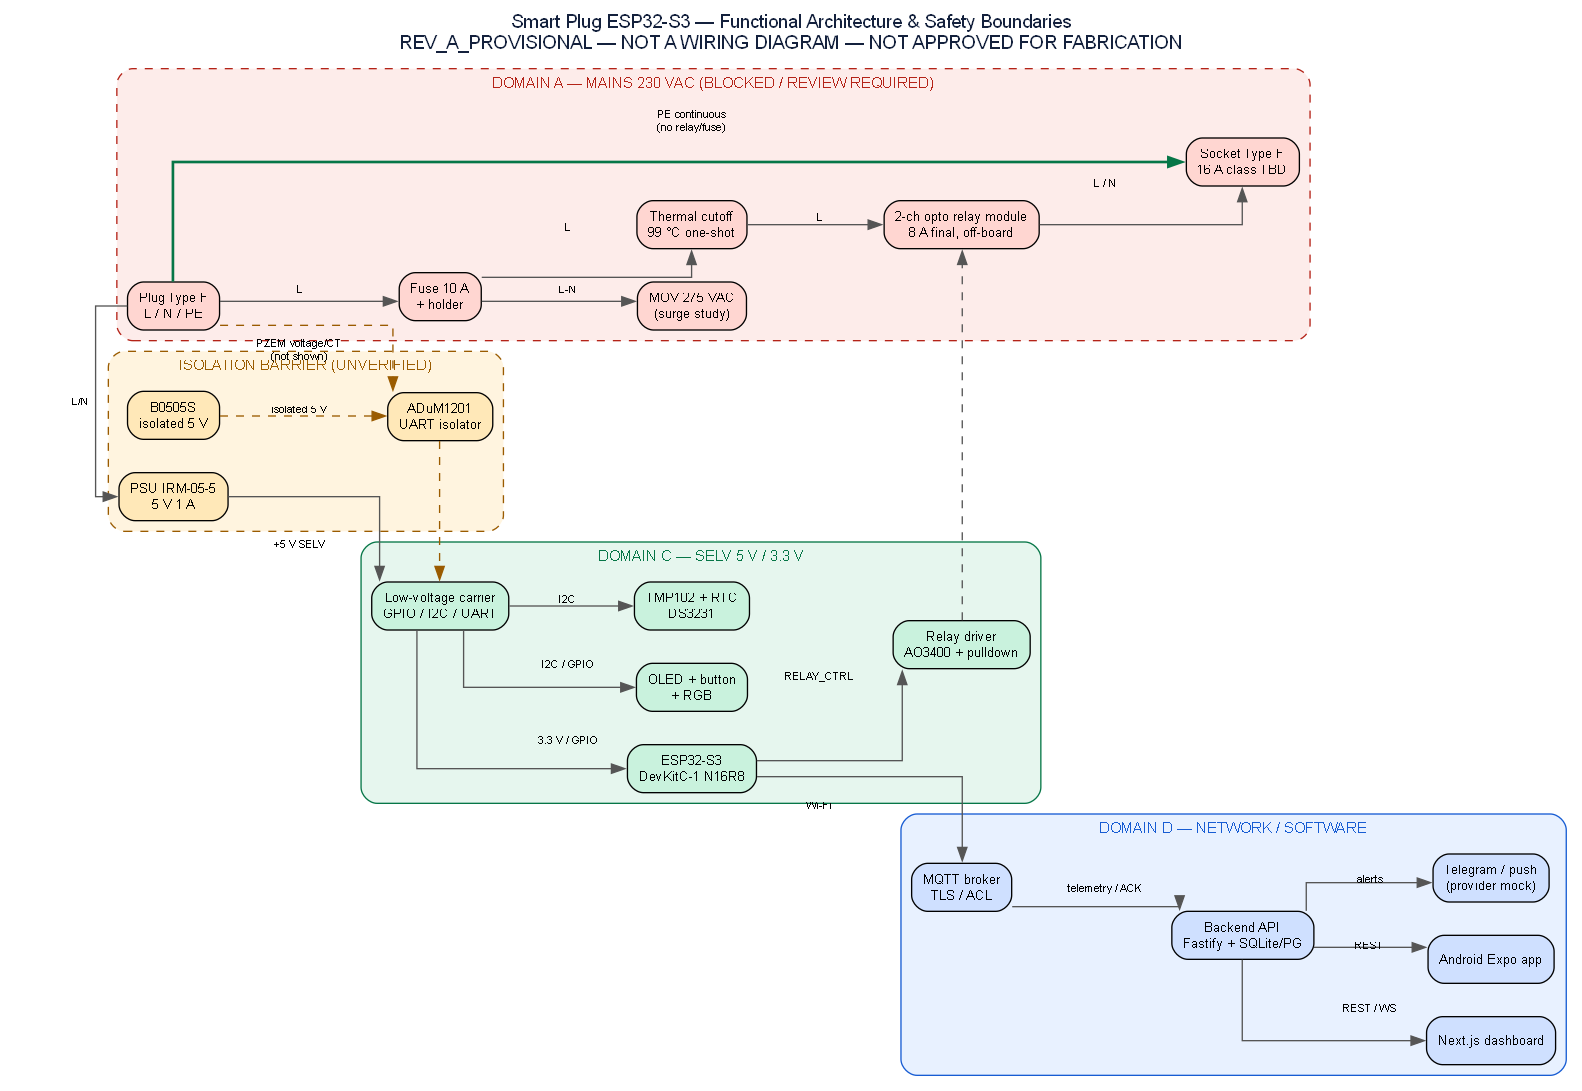 Smart Plug ESP32-S3 — Functional Architecture & Safety Boundaries
REV_A_PROVISIONAL — NOT A WIRING DIAGRAM — NOT APPROVED FOR FABRICATION
DOMAIN A — MAINS 230 VAC (BLOCKED / REVIEW REQUIRED)
PE continuous
(no relay/fuse)
Socket Type F
16 A class TBD
L / N
Thermal cutoff
99 °C one-shot
L
2-ch opto relay module
8 A final, off-board
L
Plug Type F
L / N / PE
L
Fuse 10 A
+ holder
L-N
MOV 275 VAC
(surge study)
PZEM voltage/CT
(not shown)
ISOLATION BARRIER (UNVERIFIED)
L/N
B0505S
isolated 5 V
isolated 5 V
ADuM1201
UART isolator
PSU IRM-05-5
5 V 1 A
+5 V SELV
DOMAIN C — SELV 5 V / 3.3 V
Low-voltage carrier
GPIO / I2C / UART
I2C
TMP102 + RTC
DS3231
Relay driver
AO3400 + pulldown
I2C / GPIO
OLED + button
+ RGB
RELAY_CTRL
3.3 V / GPIO
ESP32-S3
DevKitC-1 N16R8
Wi-Fi
DOMAIN D — NETWORK / SOFTWARE
MQTT broker
TLS / ACL
telemetry / ACK
Backend API
Fastify + SQLite/PG
alerts
Telegram / push
(provider mock)
REST
Android Expo app
REST / WS
Next.js dashboard